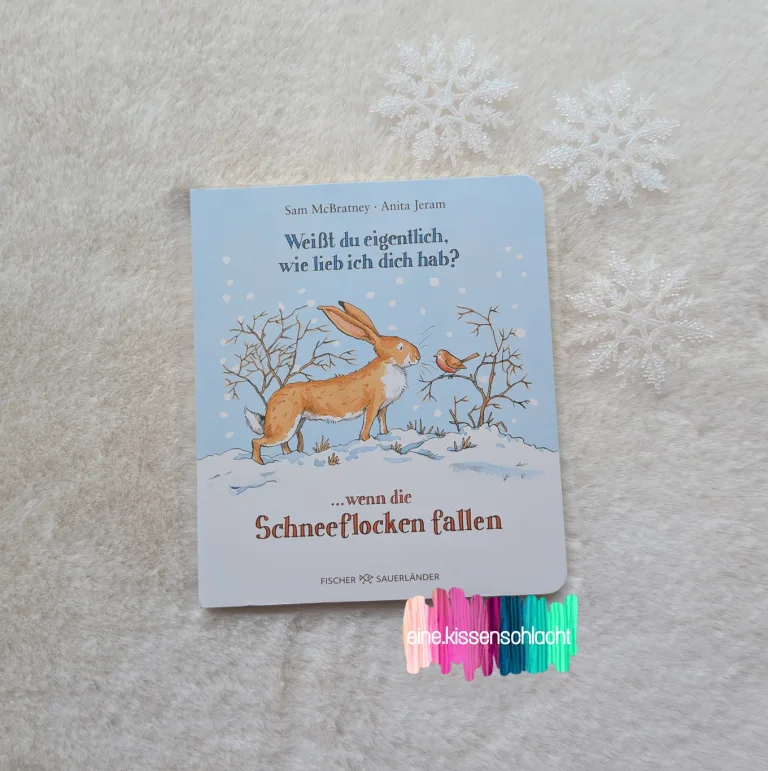 Sam McBratney · Anita Jeram
Weißt du eigentlich,
wie lieb ich dich hab?
...wenn die
Schneeflocken fallen
FISCHER SAUERLÄNDER
eine.kissenschlacht